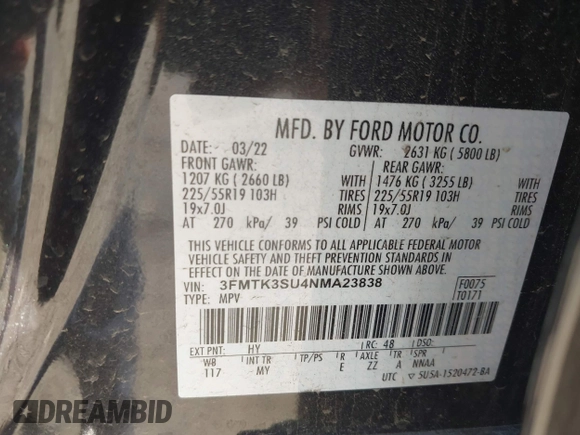 MFD. BY FORD MOTOR CO.
DATE: 03/22 GVWR: 2631 KG ( 5800 LB)
FRONT GAWR: REAR GAWR:
1207 KG ( 2660 LB) WITH 1476 KG ( 3255 LB) WITH
225/55R19 103H TIRES 225/55R19 103H TIRES
19x7.0J RIMS 19x7.0J RIMS
AT 270 kPa/ 39 PSI COLD AT 270 kPa/ 39 PSI COLD
THIS VEHICLE CONFORMS TO ALL APPLICABLE FEDERAL MOTOR
VEHICLE SAFETY AND THEFT PREVENTION STANDARDS IN EFFECT
ON THE DATE OF MANUFACTURE SHOWN ABOVE.
VIN: 3FMTK3SU4NMA23838 F0075
TYPE: MPV T0171
EXT PNT: HY RC: 48 DSO:
WB INT TR TP/PS R AXLE TR SPR
117 MY E ZZ A NNAA
UTC ▽ 5U5A-1520472-BA
DREAMBID